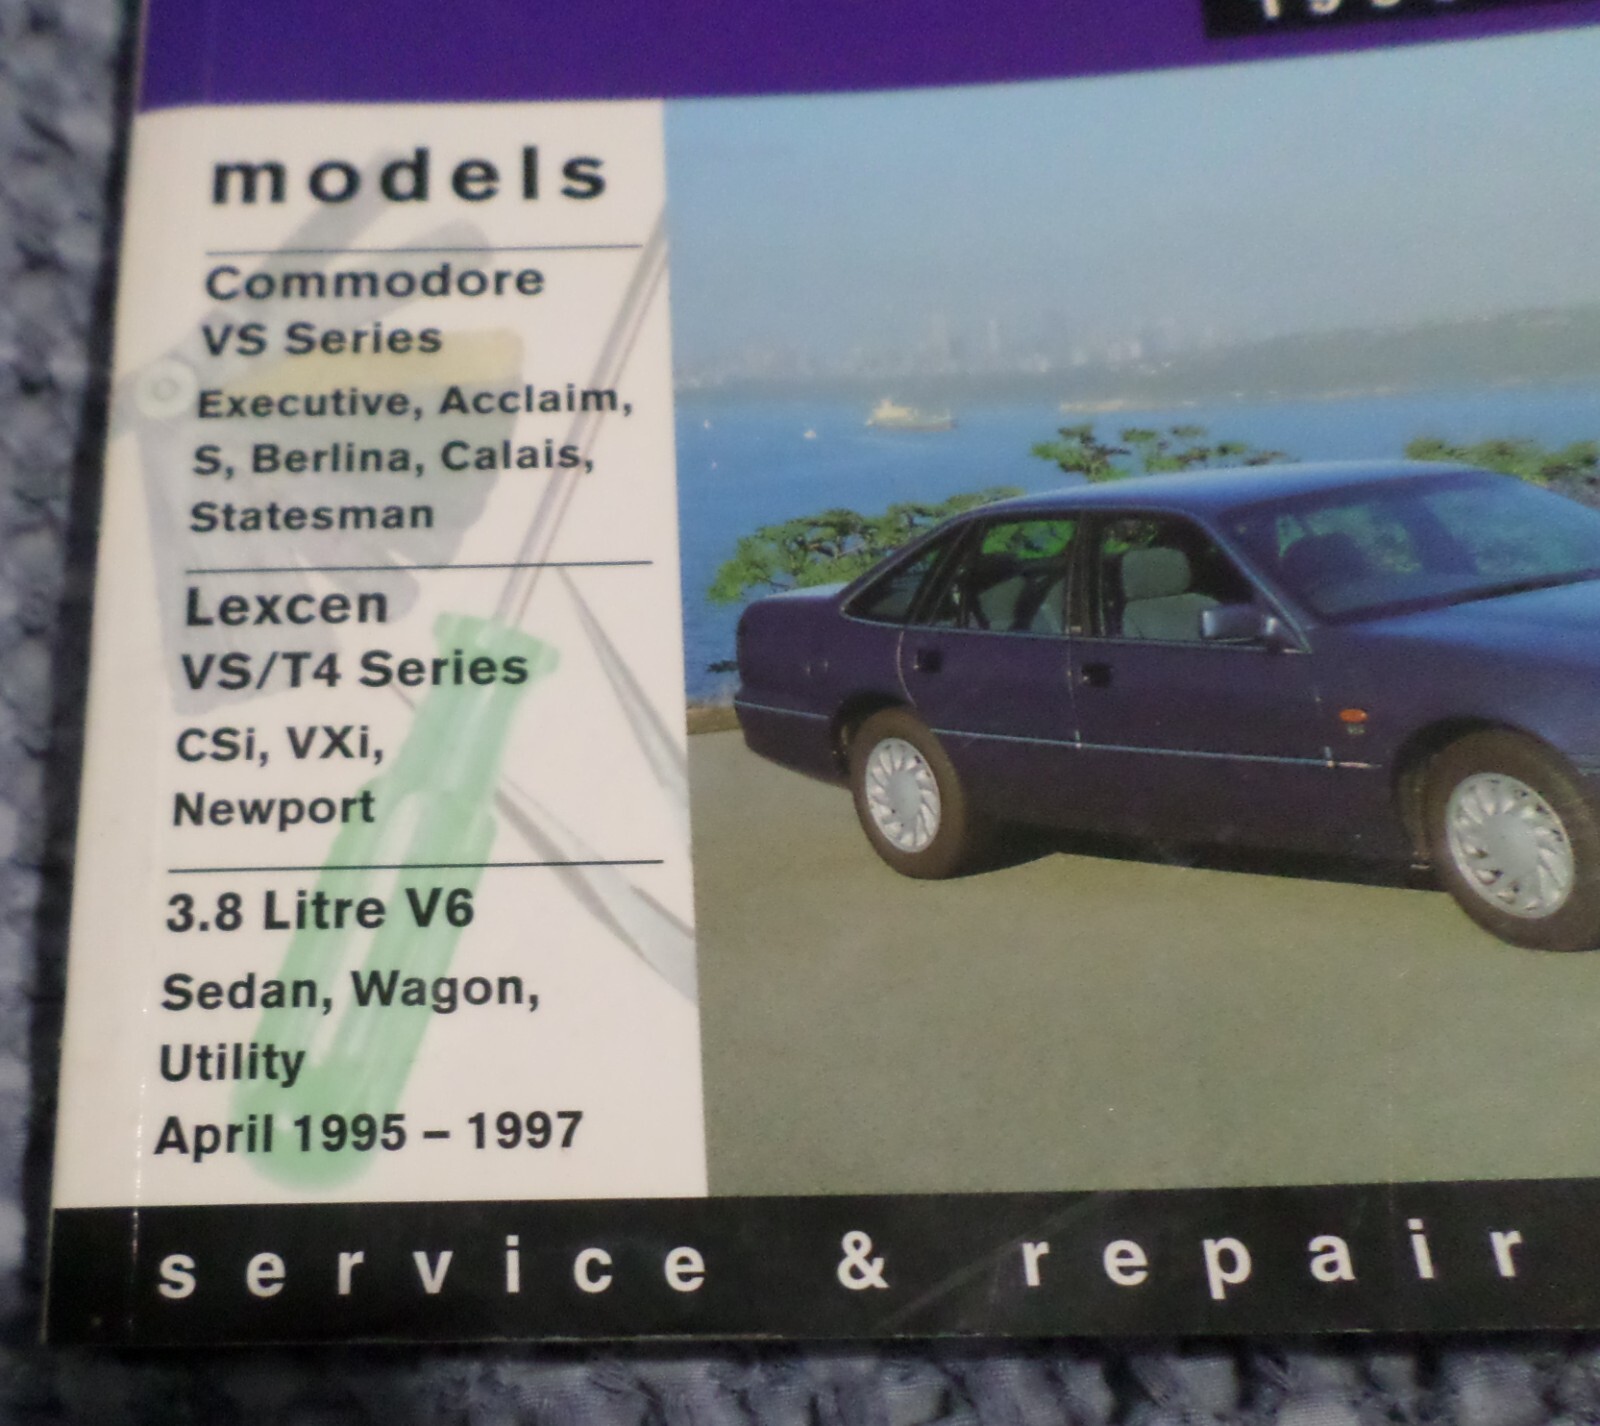 models
Commodore
VS Series
Executive, Acclaim,
S, Berlina, Calais,
Statesman
Lexcen
VS/T4 Series
CSi, VXi,
Newport
3.8 Litre V6
Sedan, Wagon,
Utility
April 1995 – 1997
service & repair